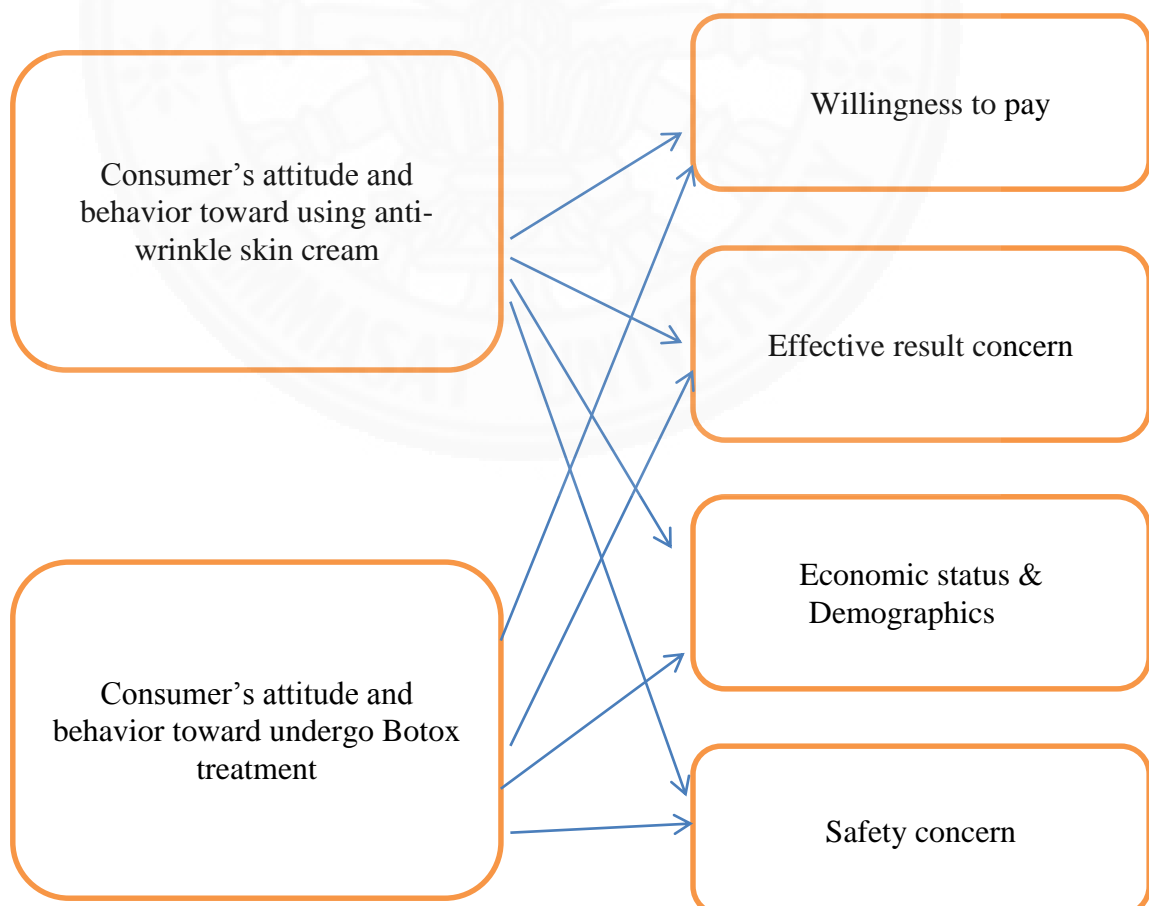 Consumer’s attitude and
behavior toward using anti-
wrinkle skin cream
Consumer’s attitude and
behavior toward undergo Botox
treatment
Willingness to pay
Effective result concern
Economic status &
Demographics
Safety concern